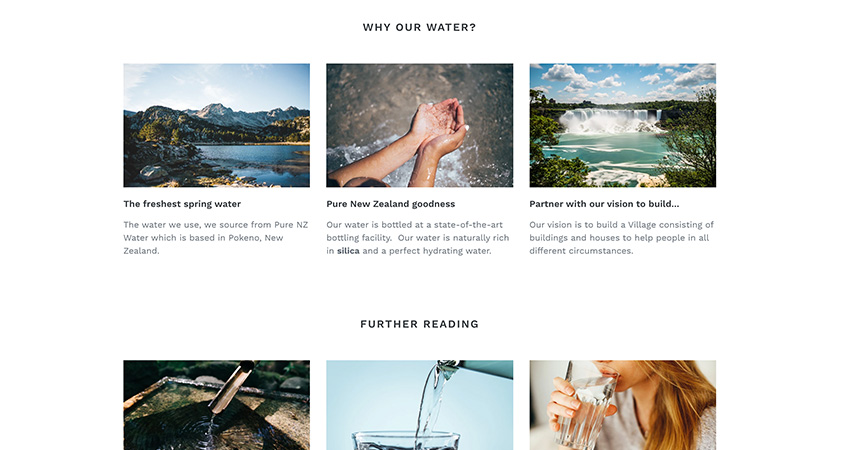 WHY OUR WATER?
The freshest spring water
The water we use, we source from Pure NZ
Water which is based in Pokeno, New
Zealand.
Pure New Zealand goodness
Our water is bottled at a state-of-the-art
bottling facility.  Our water is naturally rich
in silica and a perfect hydrating water.
Partner with our vision to build...
Our vision is to build a Village consisting of
buildings and houses to help people in all
different circumstances.
FURTHER READING